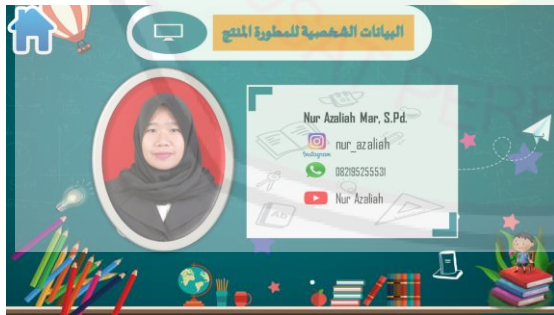 البيانات الشخصية للمطورة المنتج
Nur Azaliah Mar, S.Pd.
Instagram
nur_azaliah
082195255531
Nur Azaliah